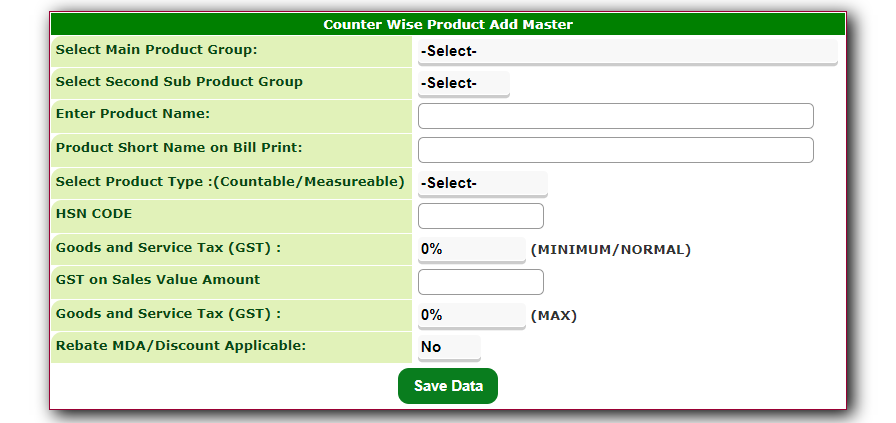 Counter Wise Product Add Master
Select Main Product Group: -Select-
Select Second Sub Product Group -Select-
Enter Product Name:
Product Short Name on Bill Print:
Select Product Type :(Countable/Measureable) -Select-
HSN CODE
Goods and Service Tax (GST) : 0% (MINIMUM/NORMAL)
GST on Sales Value Amount
Goods and Service Tax (GST) : 0% (MAX)
Rebate MDA/Discount Applicable: No
Save Data